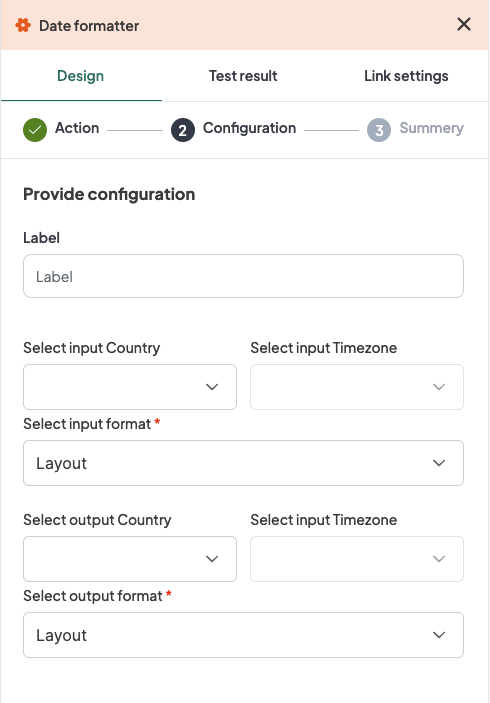 Date formatter
Design Test result Link settings
Action 2 Configuration 3 Summery
Provide configuration
Label
Label
Select input Country Select input Timezone
Select input format *
Layout
Select output Country Select input Timezone
Select output format *
Layout